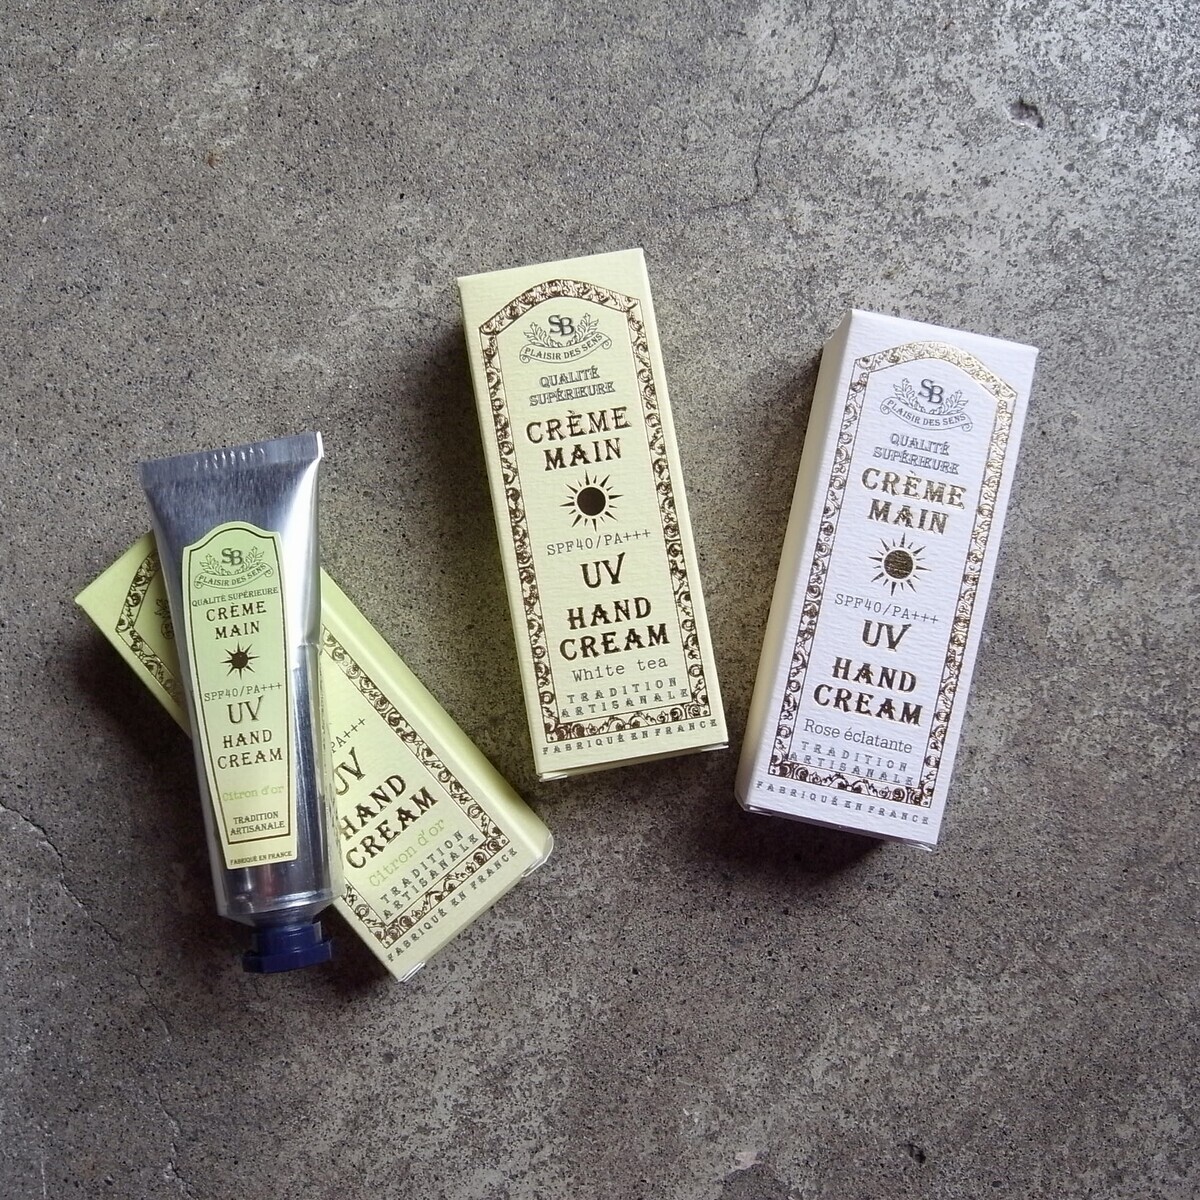 SB
PLAISIR DES SENS
QUALITÉ SUPÉRIEURE
CRÈME
MAIN
SPF40/PA+++
UV
HAND
CREAM
Citron d'or
TRADITION
ARTISANALE
FABRIQUÉ EN FRANCE
PA+++
UV
HAND
CREAM
Citron d'or
TRADITION
ARTISANALE
FABRIQUÉ EN FRANCE
SB
PLAISIR DES SENS
QUALITÉ
SUPÉRIEURE
CRÈME
MAIN
SPF40/PA+++
UV
HAND
CREAM
White tea
TRADITION
ARTISANALE
FABRIQUÉ EN FRANCE
SB
PLAISIR DES SENS
QUALITÉ
SUPÉRIEURE
CRÈME
MAIN
SPF40/PA+++
UV
HAND
CREAM
Rose éclatante
TRADITION
ARTISANALE
FABRIQUÉ EN FRANCE